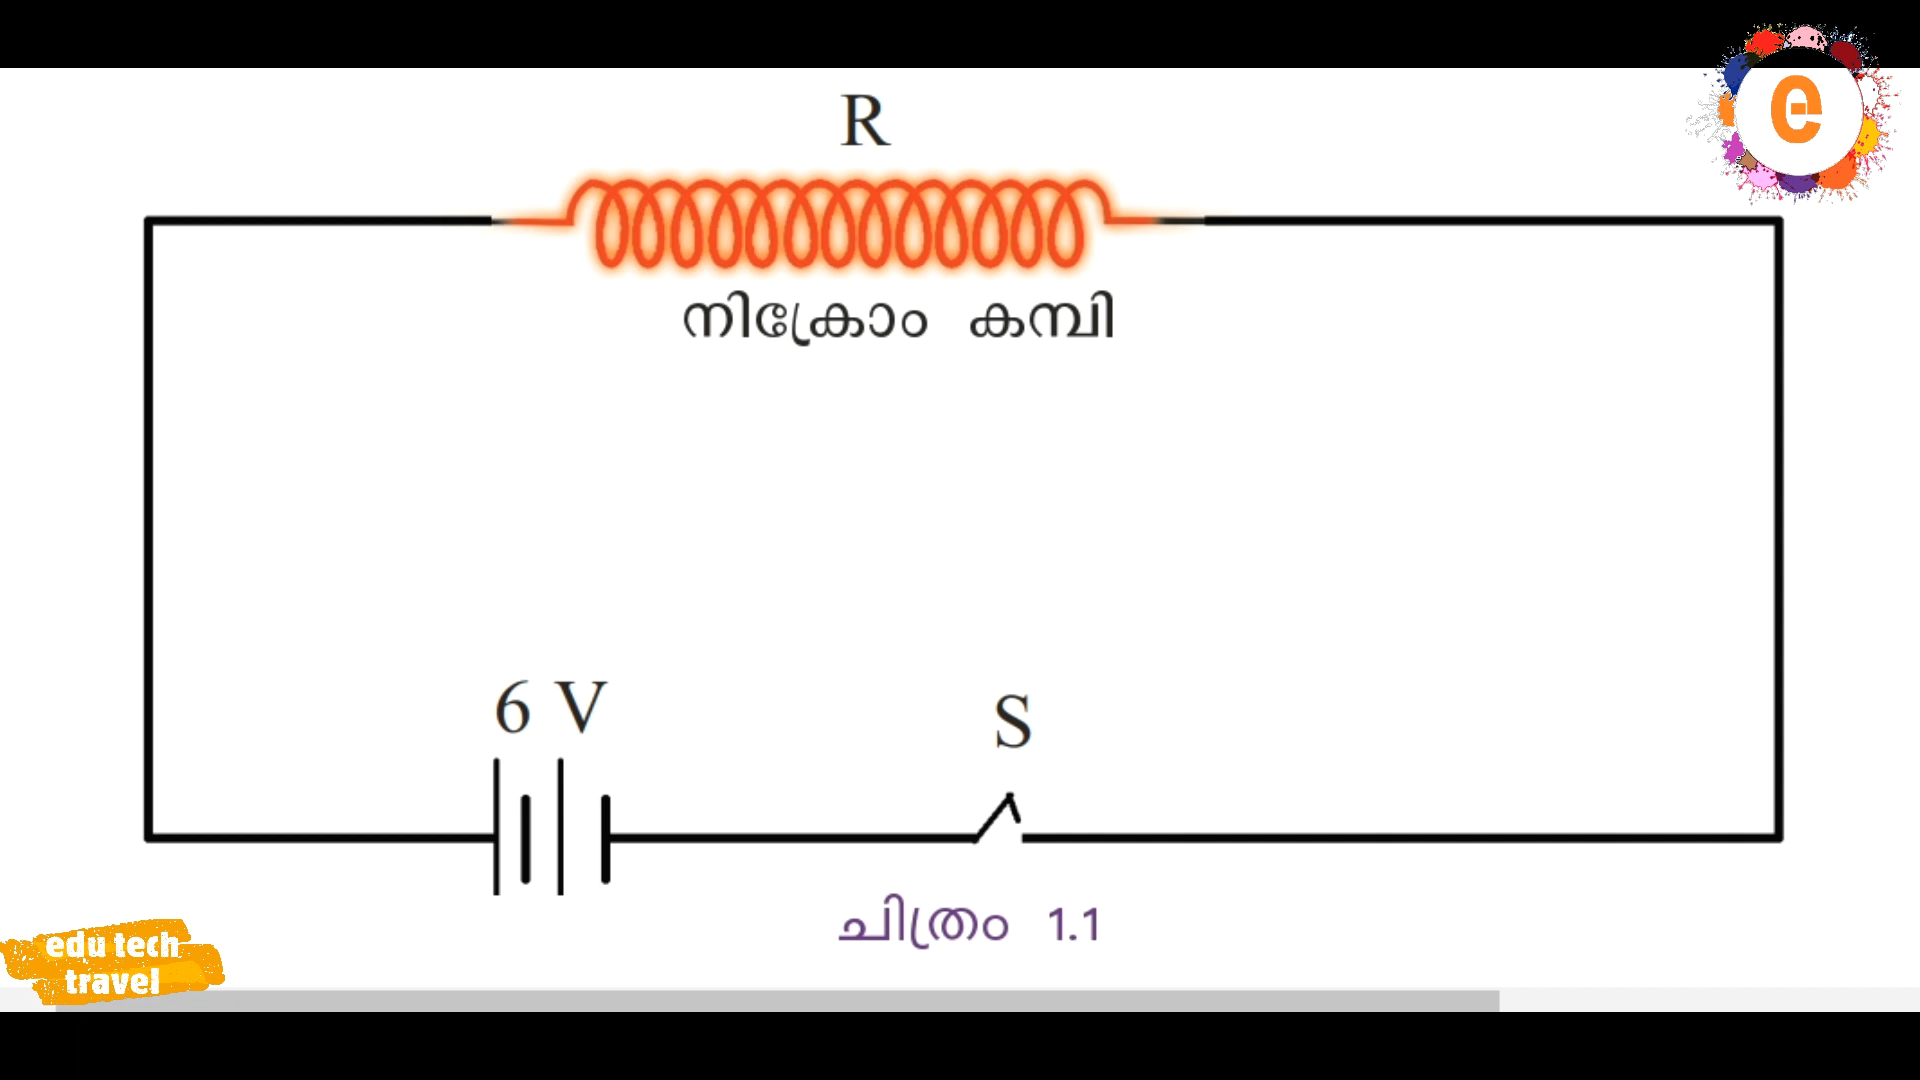 R
e
നിക്രോം കമ്പി
6 V
S
ചിത്രം 1.1
edu tech
travel